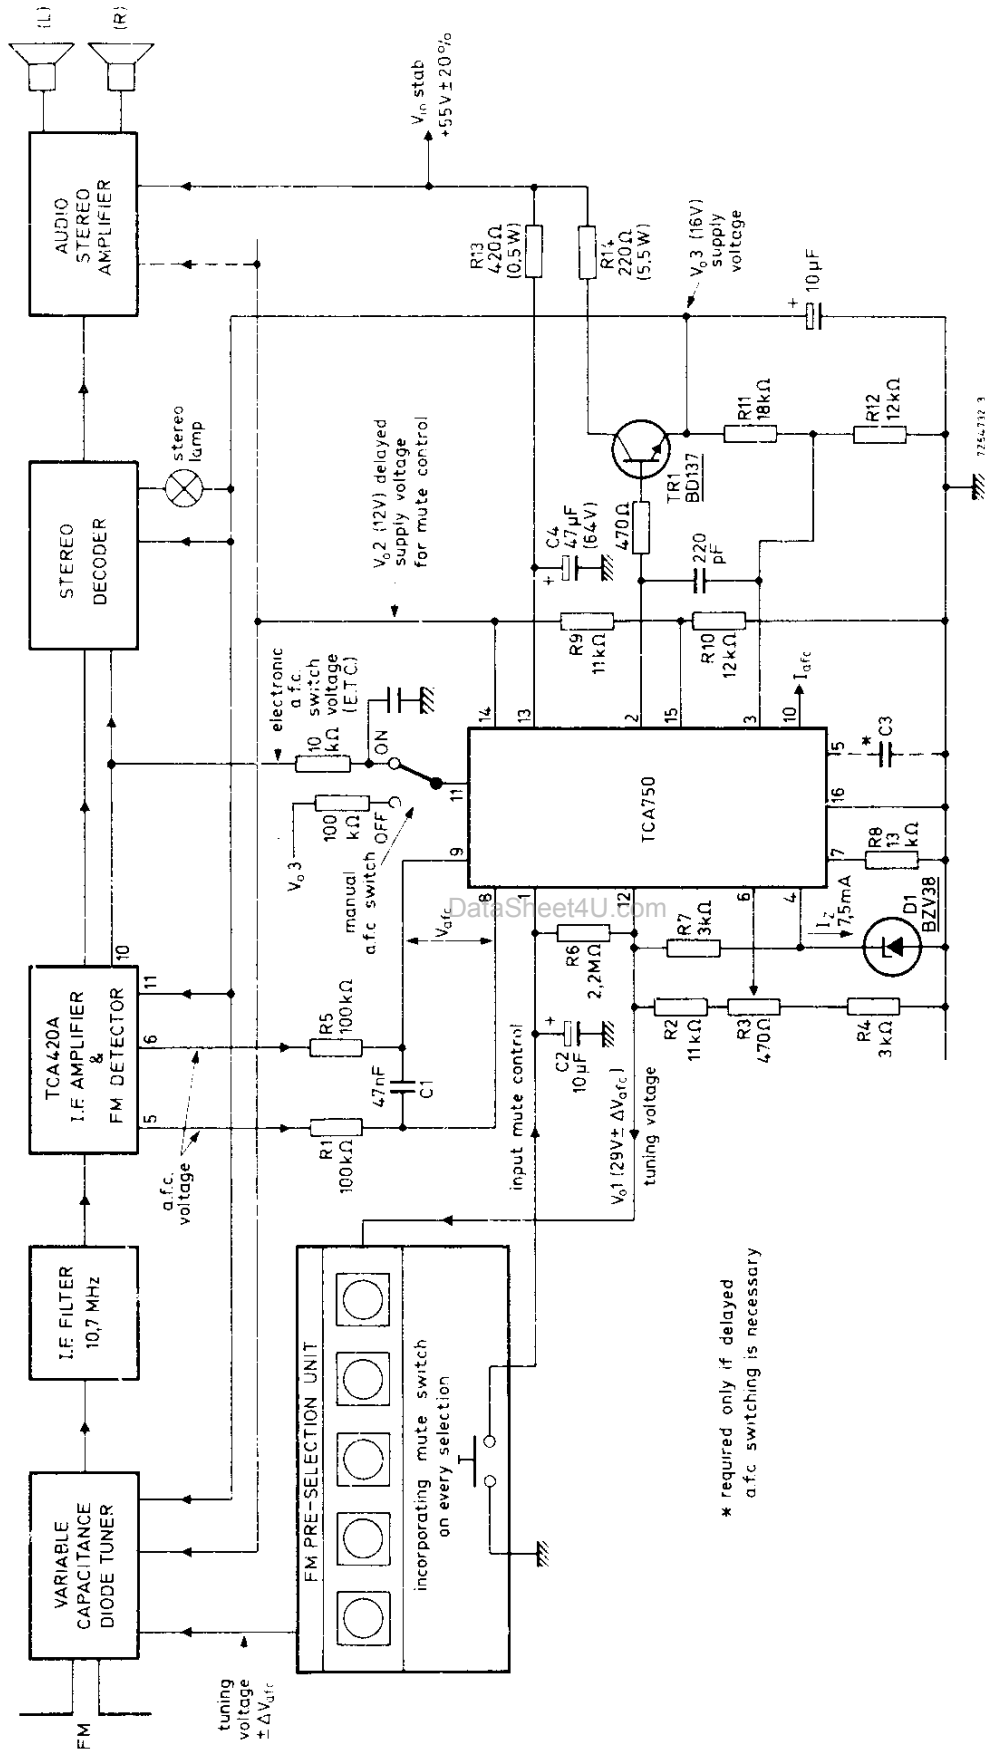 FM
VARIABLE
CAPACITANCE
DIODE TUNER
I.F. FILTER
10,7 MHz
TCA420A
I.F. AMPLIFIER
&
FM DETECTOR
5
6
11
10
STEREO
DECODER
stereo
lamp
AUDIO
STEREO
AMPLIFIER
(L)
(R)
tuning
voltage
± ΔVafc
a.f.c.
voltage
R1
100kΩ
R5
100kΩ
47nF
C1
Vafc
Vo3
100
kΩ
OFF
manual
a.f.c switch
10
kΩ
ON
electronic
a.f.c.
switch
voltage
(E.T.C.)
Vo2 (12V) delayed
supply voltage
for mute control
Vin stab
+55V ± 20%
FM PRE-SELECTION UNIT
incorporating mute switch
on every selection
input mute control
Vo1 (29V ± ΔVafc)
tuning voltage
C2
10µF
R6
2,2MΩ
8
9
11
14
1
13
12
2
15
6
3
4
10
7
16
5
TCA750
DataSheet4U.com
R2
11kΩ
R3
470Ω
R4
3kΩ
R7
3kΩ
IZ
7,5mA
D1
BZV38
R8
13
kΩ
*
C3
Iafc
R9
11kΩ
R10
12kΩ
C4
47µF
(64V)
+
470Ω
220
pF
TR1
BD137
R13
420Ω
(0.5W)
R14
220Ω
(5.5W)
R11
18kΩ
R12
12kΩ
Vo3 (16V)
supply
voltage
+
10µF
* required only if delayed
a.f.c switching is necessary
7264732 3